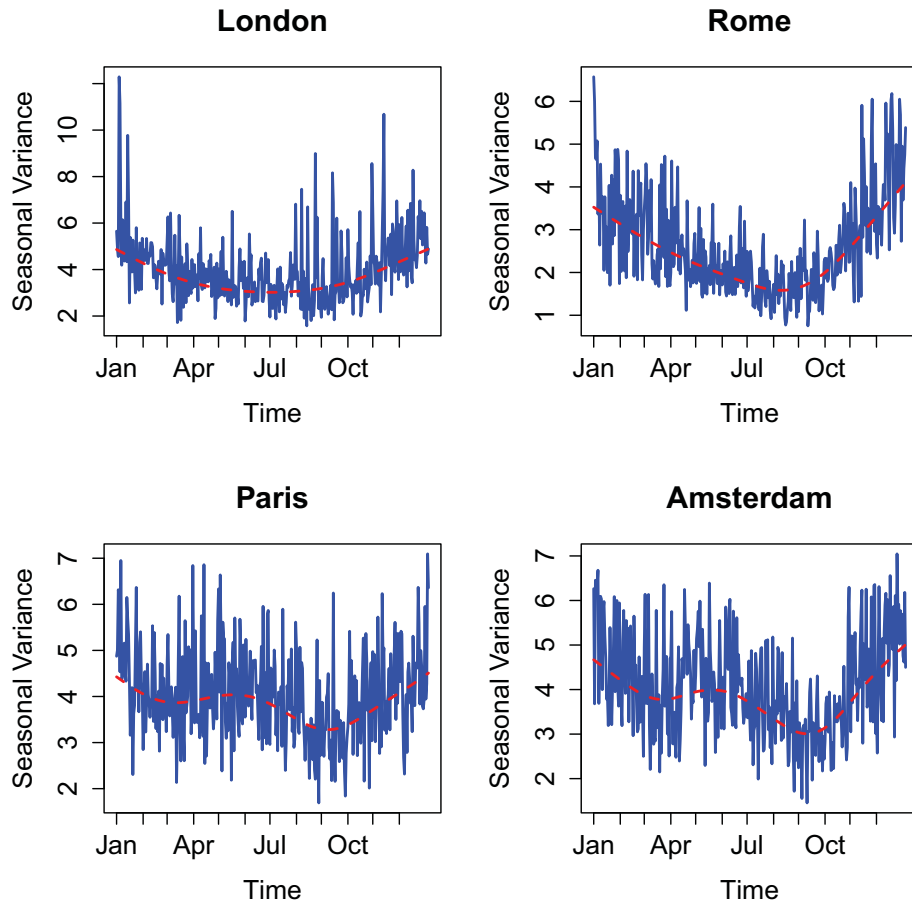 London
Seasonal Variance
2 4 6 8 10
Jan Apr Jul Oct
Time
Rome
Seasonal Variance
1 2 3 4 5 6
Jan Apr Jul Oct
Time
Paris
Seasonal Variance
2 3 4 5 6 7
Jan Apr Jul Oct
Time
Amsterdam
Seasonal Variance
2 3 4 5 6 7
Jan Apr Jul Oct
Time